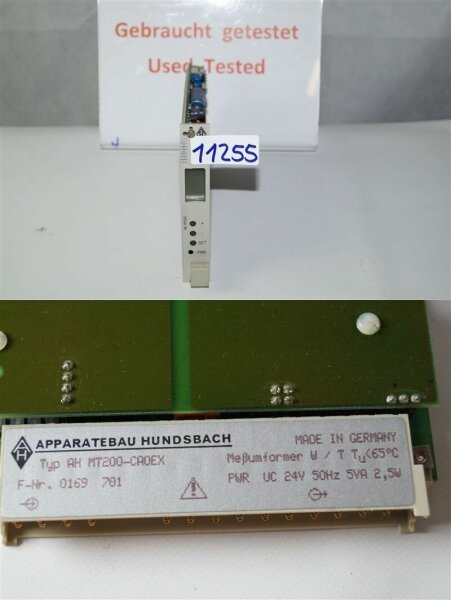 Gebraucht getestet
Used Tested
11255
+
-
SET
PAR
APPARATEBAU HUNDSBACH
MADE IN GERMANY
Typ AH MT200-CAOEX
Meßumformer W / T Tu<65°C
F-Nr. 0169 701
PWR UC 24V 50Hz 5VA 2,5W